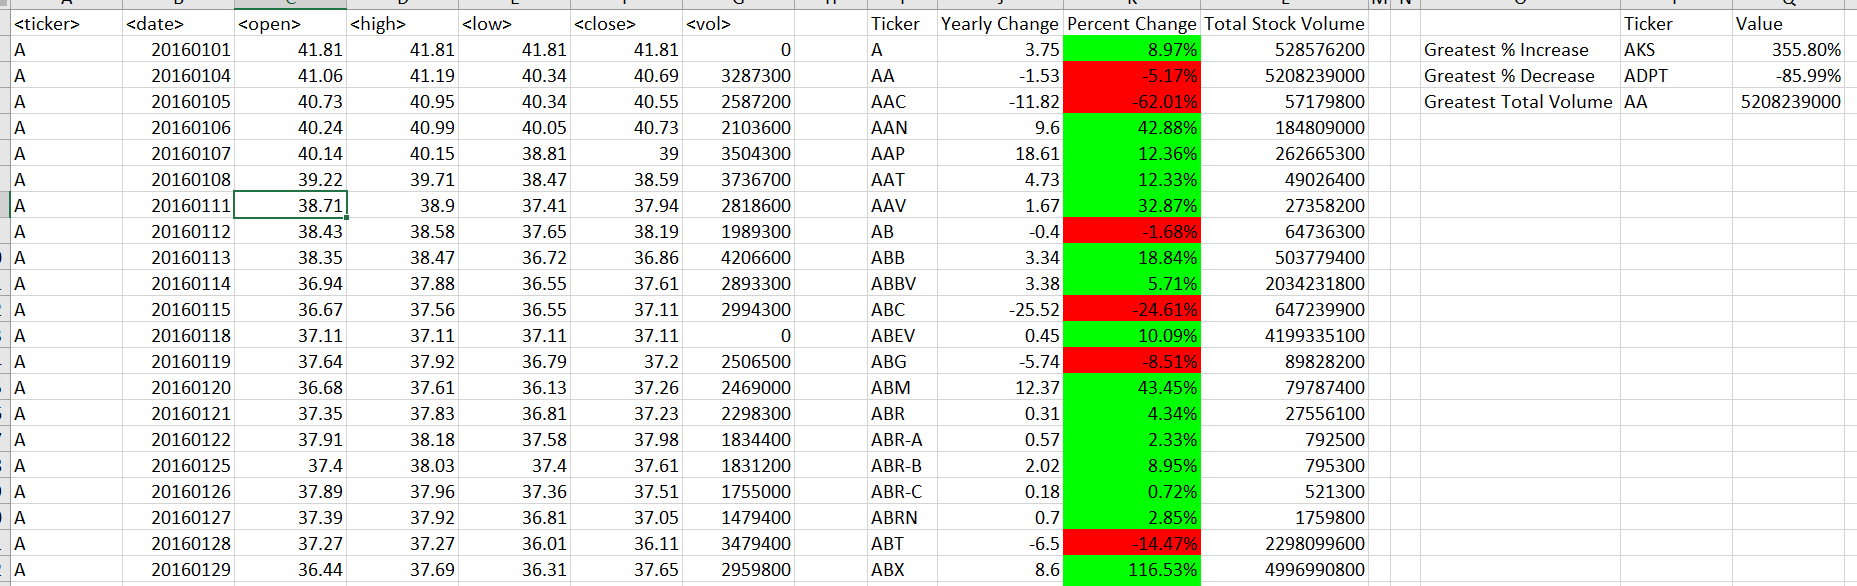 <ticker> <date> <open> <high> <low> <close> <vol> Ticker Yearly Change Percent Change Total Stock Volume Ticker Value
A 20160101 41.81 41.81 41.81 41.81 0 A 3.75 8.97% 528576200 Greatest % Increase AKS 355.80%
A 20160104 41.06 41.19 40.34 40.69 3287300 AA -1.53 -5.17% 5208239000 Greatest % Decrease ADPT -85.99%
A 20160105 40.73 40.95 40.34 40.55 2587200 AAC -11.82 -62.01% 57179800 Greatest Total Volume AA 5208239000
A 20160106 40.24 40.99 40.05 40.73 2103600 AAN 9.6 42.88% 184809000
A 20160107 40.14 40.15 38.81 39 3504300 AAP 18.61 12.36% 262665300
A 20160108 39.22 39.71 38.47 38.59 3736700 AAT 4.73 12.33% 49026400
A 20160111 38.71 38.9 37.41 37.94 2818600 AAV 1.67 32.87% 27358200
A 20160112 38.43 38.58 37.65 38.19 1989300 AB -0.4 -1.68% 64736300
A 20160113 38.35 38.47 36.72 36.86 4206600 ABB 3.34 18.84% 503779400
A 20160114 36.94 37.88 36.55 37.61 2893300 ABBV 3.38 5.71% 2034231800
A 20160115 36.67 37.56 36.55 37.11 2994300 ABC -25.52 -24.61% 647239900
A 20160118 37.11 37.11 37.11 37.11 0 ABEV 0.45 10.09% 4199335100
A 20160119 37.64 37.92 36.79 37.2 2506500 ABG -5.74 -8.51% 89828200
A 20160120 36.68 37.61 36.13 37.26 2469000 ABM 12.37 43.45% 79787400
A 20160121 37.35 37.83 36.81 37.23 2298300 ABR 0.31 4.34% 27556100
A 20160122 37.91 38.18 37.58 37.98 1834400 ABR-A 0.57 2.33% 792500
A 20160125 37.4 38.03 37.4 37.61 1831200 ABR-B 2.02 8.95% 795300
A 20160126 37.89 37.96 37.36 37.51 1755000 ABR-C 0.18 0.72% 521300
A 20160127 37.39 37.92 36.81 37.05 1479400 ABRN 0.7 2.85% 1759800
A 20160128 37.27 37.27 36.01 36.11 3479400 ABT -6.5 -14.47% 2298099600
A 20160129 36.44 37.69 36.31 37.65 2959800 ABX 8.6 116.53% 4996990800